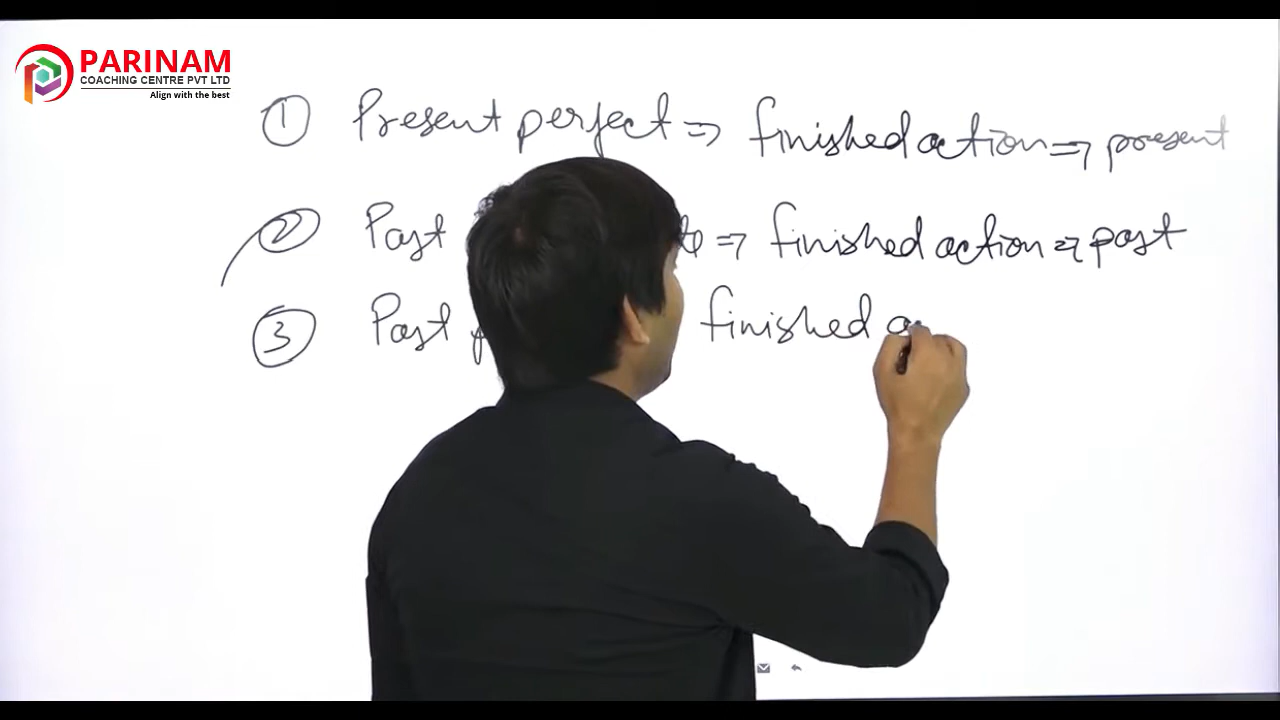 PARINAM
COACHING CENTRE PVT LTD
Align with the best
① Present perfect ⇒ finished action ⇒ present
② Past ⇒ finished action ⇒ past
③ Past finished